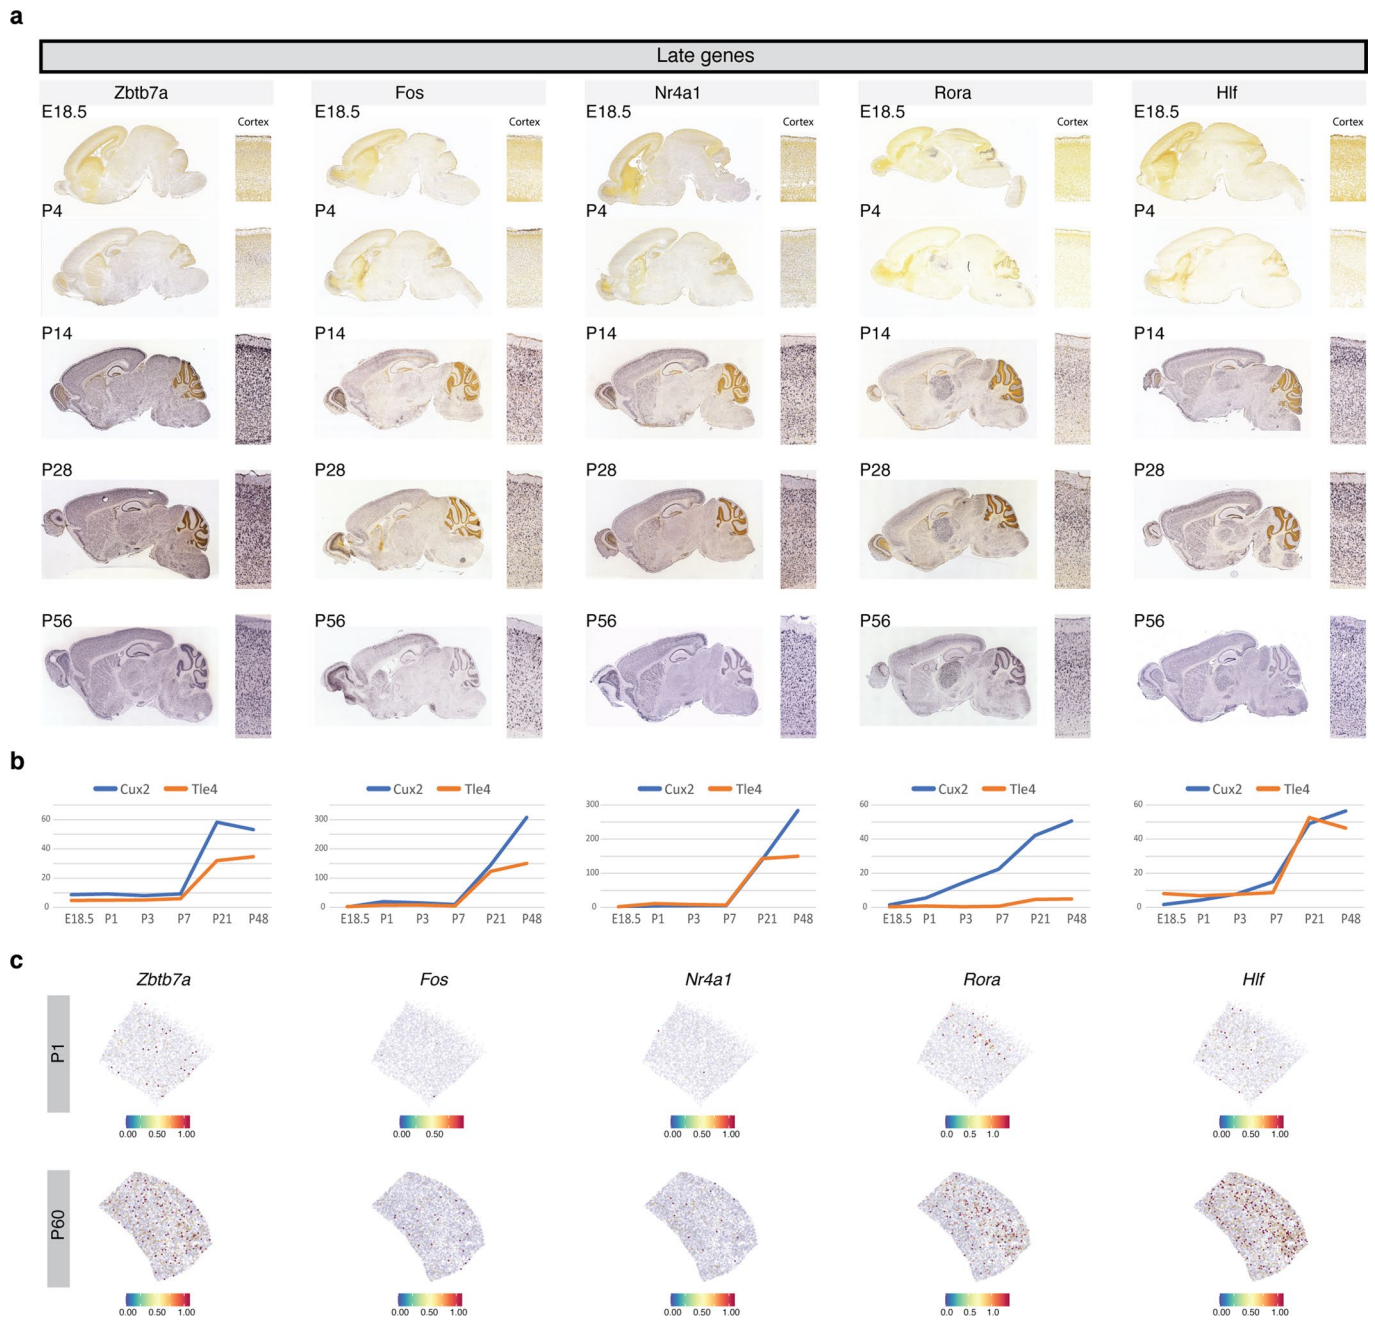 a
Late genes
Zbtb7a Fos Nr4a1 Rora Hlf
E18.5 Cortex E18.5 Cortex E18.5 Cortex E18.5 Cortex E18.5 Cortex
P4 P4 P4 P4 P4
P14 P14 P14 P14 P14
P28 P28 P28 P28 P28
P56 P56 P56 P56 P56
b
Cux2 Tle4 Cux2 Tle4 Cux2 Tle4 Cux2 Tle4 Cux2 Tle4
60 300 300 60 60
40 200 200 40 40
20 100 100 20 20
0 0 0 0 0
E18.5 P1 P3 P7 P21 P48 E18.5 P1 P3 P7 P21 P48 E18.5 P1 P3 P7 P21 P48 E18.5 P1 P3 P7 P21 P48 E18.5 P1 P3 P7 P21 P48
c
Zbtb7a Fos Nr4a1 Rora Hlf
P1
0.00 0.50 1.00 0.00 0.50 0.00 0.50 1.00 0.0 0.5 1.0 0.00 0.50 1.00
P60
0.00 0.50 1.00 0.00 0.50 1.00 0.00 0.50 1.00 0.0 0.5 1.0 0.00 0.50 1.00